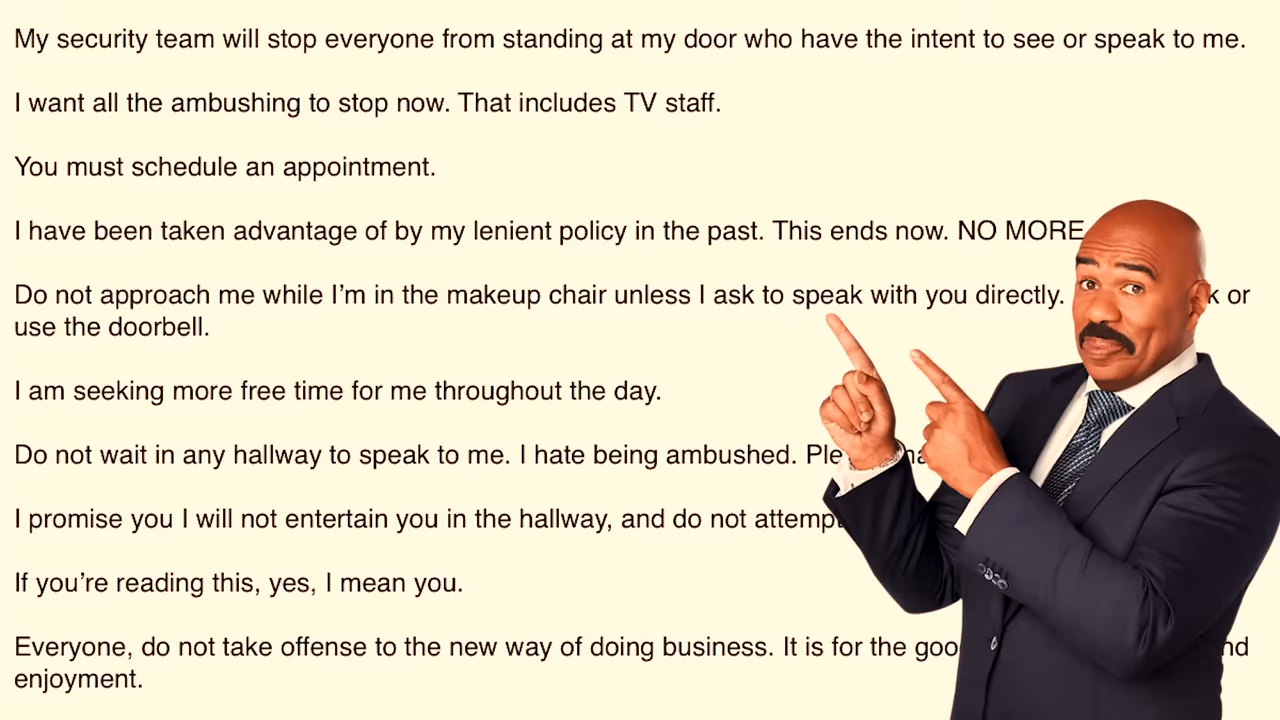 My security team will stop everyone from standing at my door who have the intent to see or speak to me.
I want all the ambushing to stop now. That includes TV staff.
You must schedule an appointment.
I have been taken advantage of by my lenient policy in the past. This ends now. NO MORE
Do not approach me while I'm in the makeup chair unless I ask to speak with you directly. or
use the doorbell.
I am seeking more free time for me throughout the day.
Do not wait in any hallway to speak to me. I hate being ambushed.
I promise you I will not entertain you in the hallway, and do not
If you're reading this, yes, I mean you.
Everyone, do not take offense to the new way of doing business. It is for the
enjoyment.